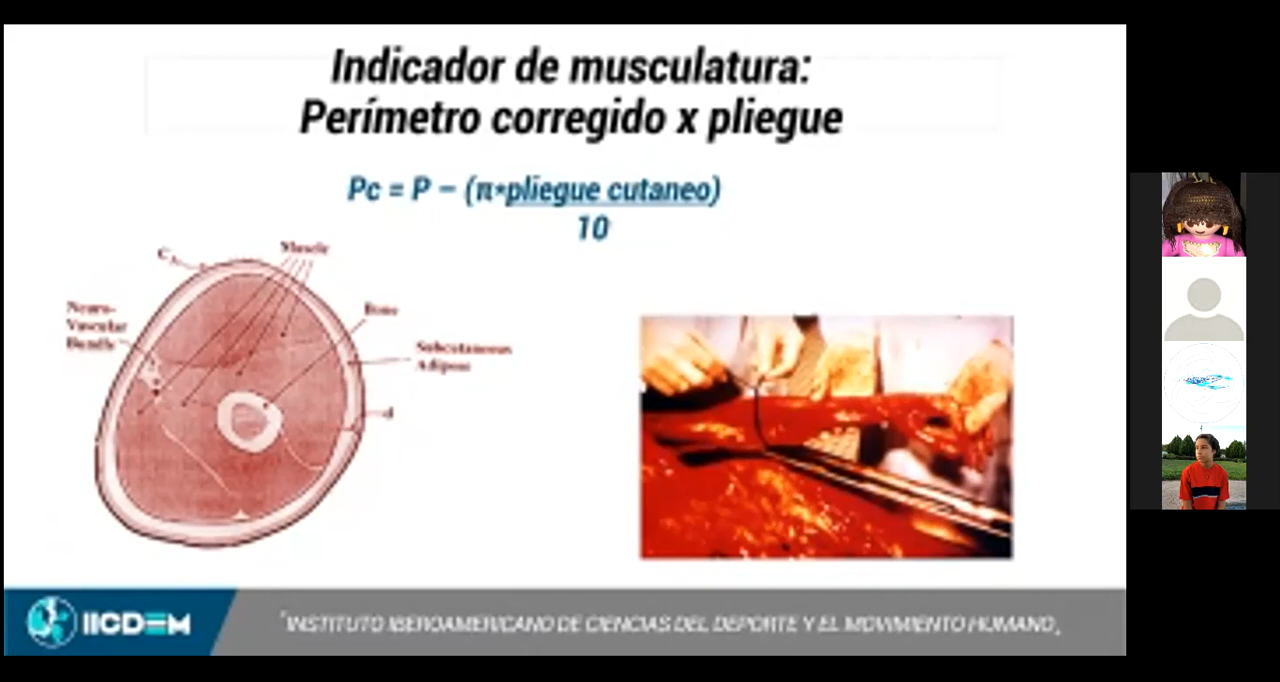 Indicador de musculatura:
Perímetro corregido x pliegue
Pc = P – (π*pliegue cutaneo)
10
C
Muscle
Neuro-
Vascular
Bundle
Bone
Subcutaneous
Adipose
d
IICDEM
INSTITUTO IBEROAMERICANO DE CIENCIAS DEL DEPORTE Y EL MOVIMIENTO HUMANO